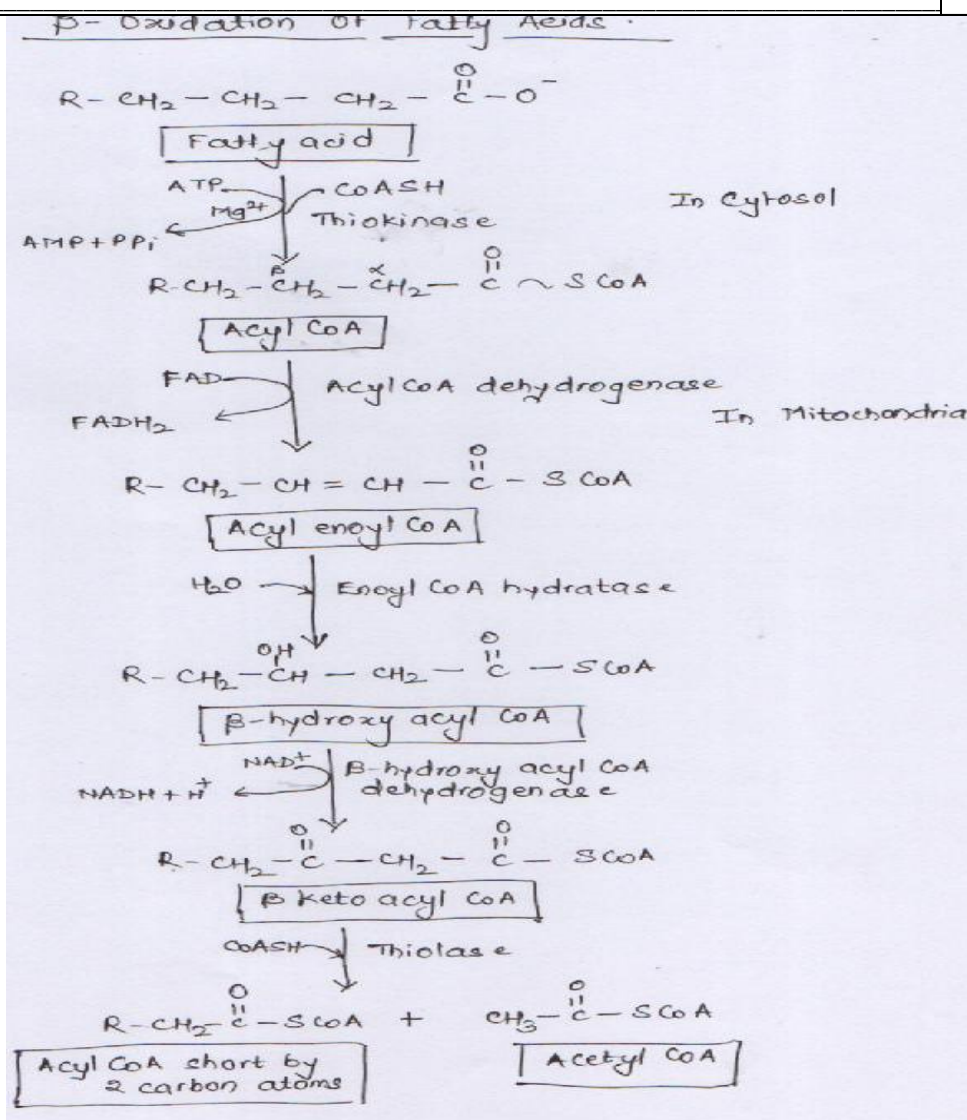 β- Oxidation Of Fatty Acids.
O
R- CH₂ - CH₂ - CH₂ - C - O⁻
Fatty acid
ATP CoASH
Mg²⁺ Thiokinase
In Cytosol
AMP + PPi
β α O
R-CH₂ - CH₂ - CH₂ - C ~ S CoA
Acyl CoA
FAD Acyl CoA dehydrogenase
FADH₂ In Mitochondria
O
R- CH₂ - CH = CH - C - S CoA
Acyl enoyl CoA
H₂O Enoyl CoA hydratase
OH O
R- CH₂ - CH - CH₂ - C - SCoA
β-hydroxy acyl CoA
NAD⁺ β-hydroxy acyl CoA
NADH + H⁺ dehydrogenase
O O
R- CH₂ - C - CH₂ - C - SCoA
β Keto acyl CoA
CoASH Thiolase
O O
R-CH₂ - C - SCoA + CH₃ - C - SCoA
Acyl CoA short by
2 carbon atoms
Acetyl CoA